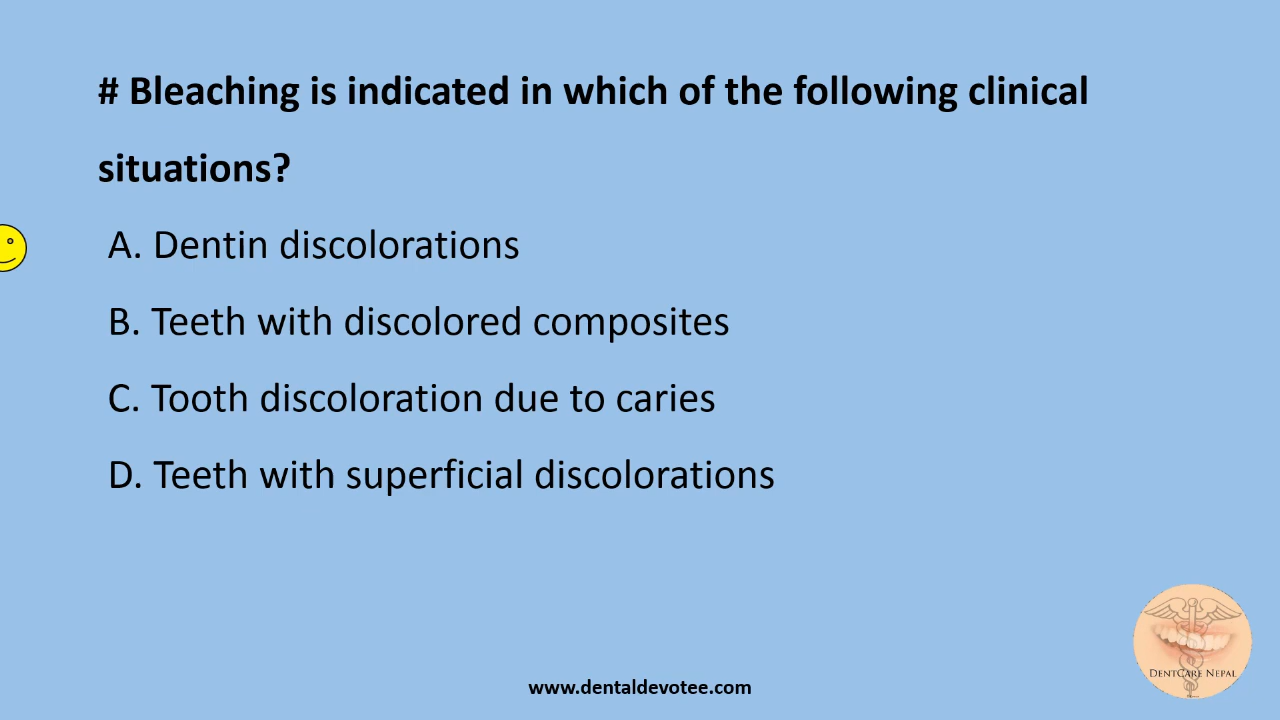 # Bleaching is indicated in which of the following clinical
situations?
A. Dentin discolorations
B. Teeth with discolored composites
C. Tooth discoloration due to caries
D. Teeth with superficial discolorations
DentCare Nepal
www.dentaldevotee.com